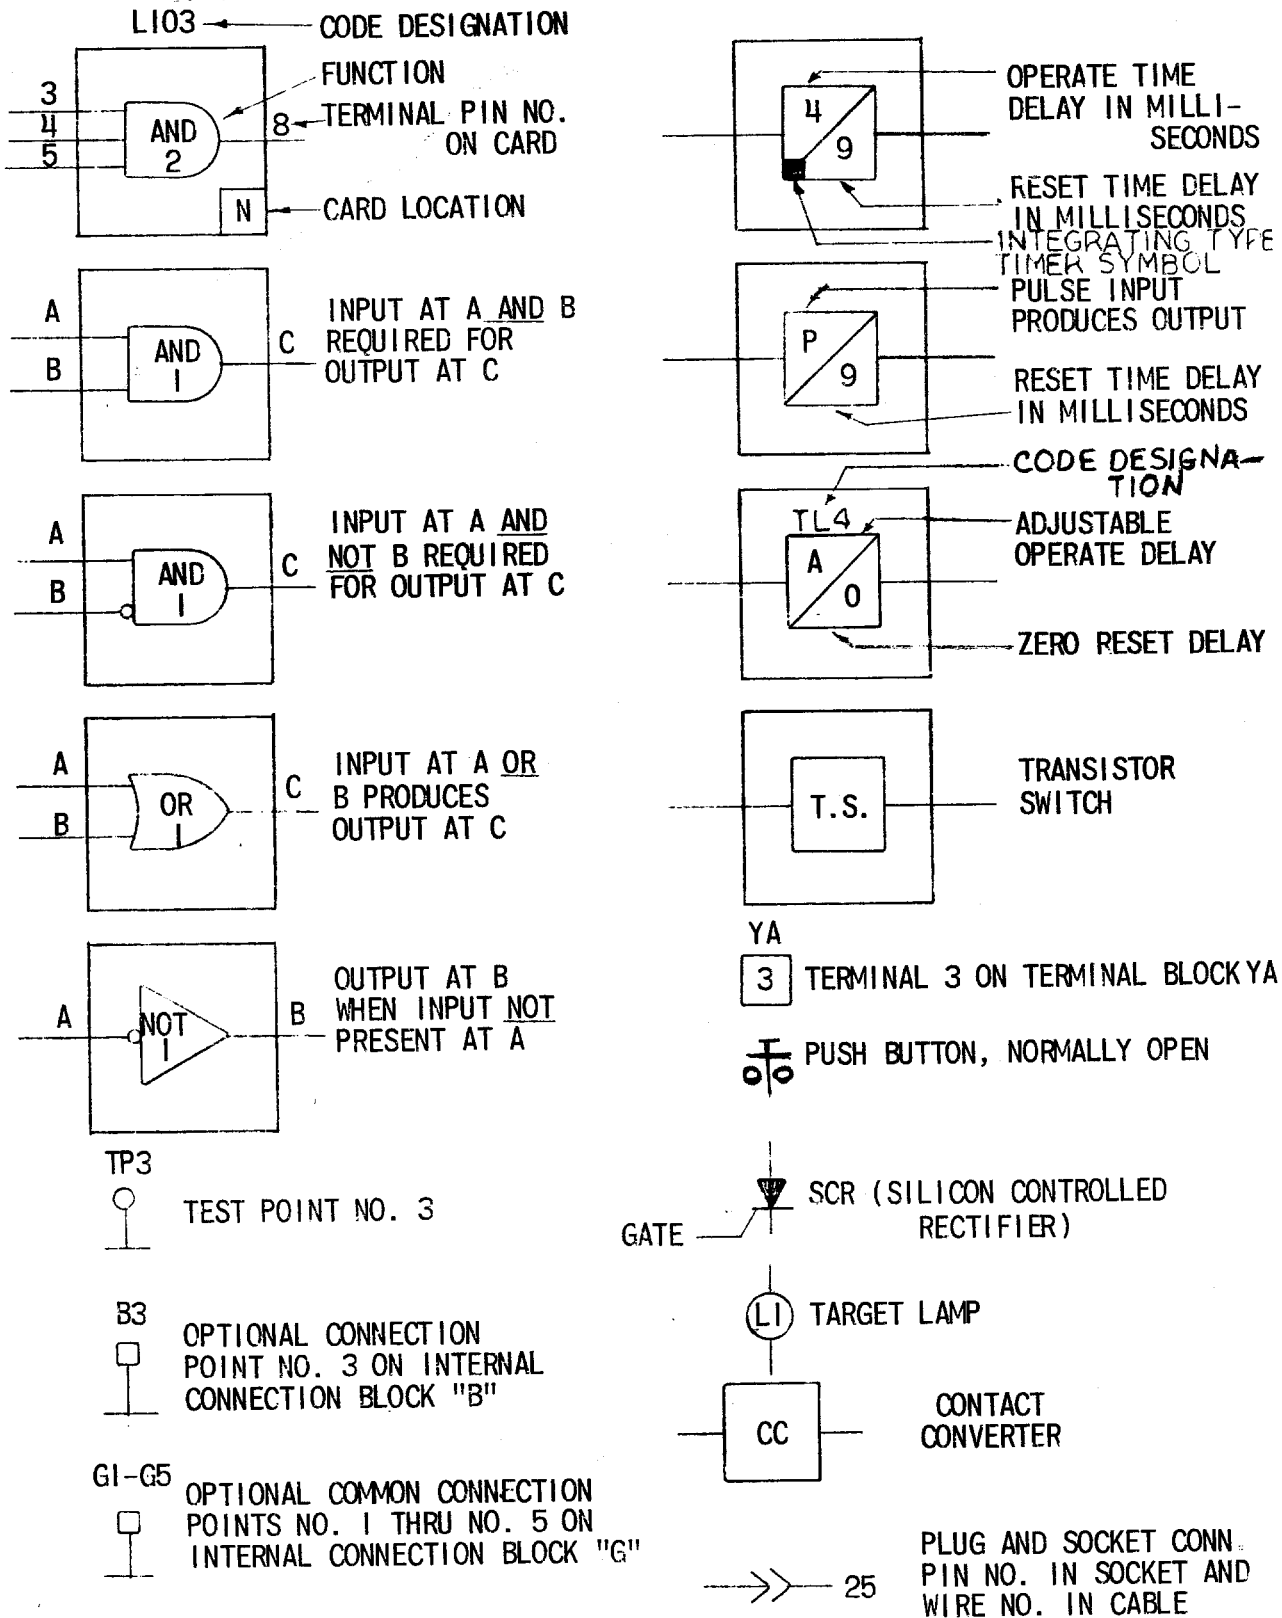 L103
CODE DESIGNATION
FUNCTION
3
4
5
AND
2
8
TERMINAL PIN NO.
ON CARD
N
CARD LOCATION
A
B
AND
1
C
INPUT AT A AND B
REQUIRED FOR
OUTPUT AT C
A
B
AND
1
C
INPUT AT A AND
NOT B REQUIRED
FOR OUTPUT AT C
A
B
OR
1
C
INPUT AT A OR
B PRODUCES
OUTPUT AT C
A
NOT
1
B
OUTPUT AT B
WHEN INPUT NOT
PRESENT AT A
TP3
TEST POINT NO. 3
B3
OPTIONAL CONNECTION
POINT NO. 3 ON INTERNAL
CONNECTION BLOCK "B"
G1-G5
OPTIONAL COMMON CONNECTION
POINTS NO. 1 THRU NO. 5 ON
INTERNAL CONNECTION BLOCK "G"
4
9
OPERATE TIME
DELAY IN MILLI-
SECONDS
RESET TIME DELAY
IN MILLISECONDS
INTEGRATING TYPE
TIMER SYMBOL
P
9
PULSE INPUT
PRODUCES OUTPUT
RESET TIME DELAY
IN MILLISECONDS
CODE DESIGNA-
TION
TL4
A
0
ADJUSTABLE
OPERATE DELAY
ZERO RESET DELAY
T.S.
TRANSISTOR
SWITCH
YA
3
TERMINAL 3 ON TERMINAL BLOCK YA
PUSH BUTTON, NORMALLY OPEN
SCR (SILICON CONTROLLED
RECTIFIER)
GATE
L1
TARGET LAMP
CC
CONTACT
CONVERTER
25
PLUG AND SOCKET CONN.
PIN NO. IN SOCKET AND
WIRE NO. IN CABLE